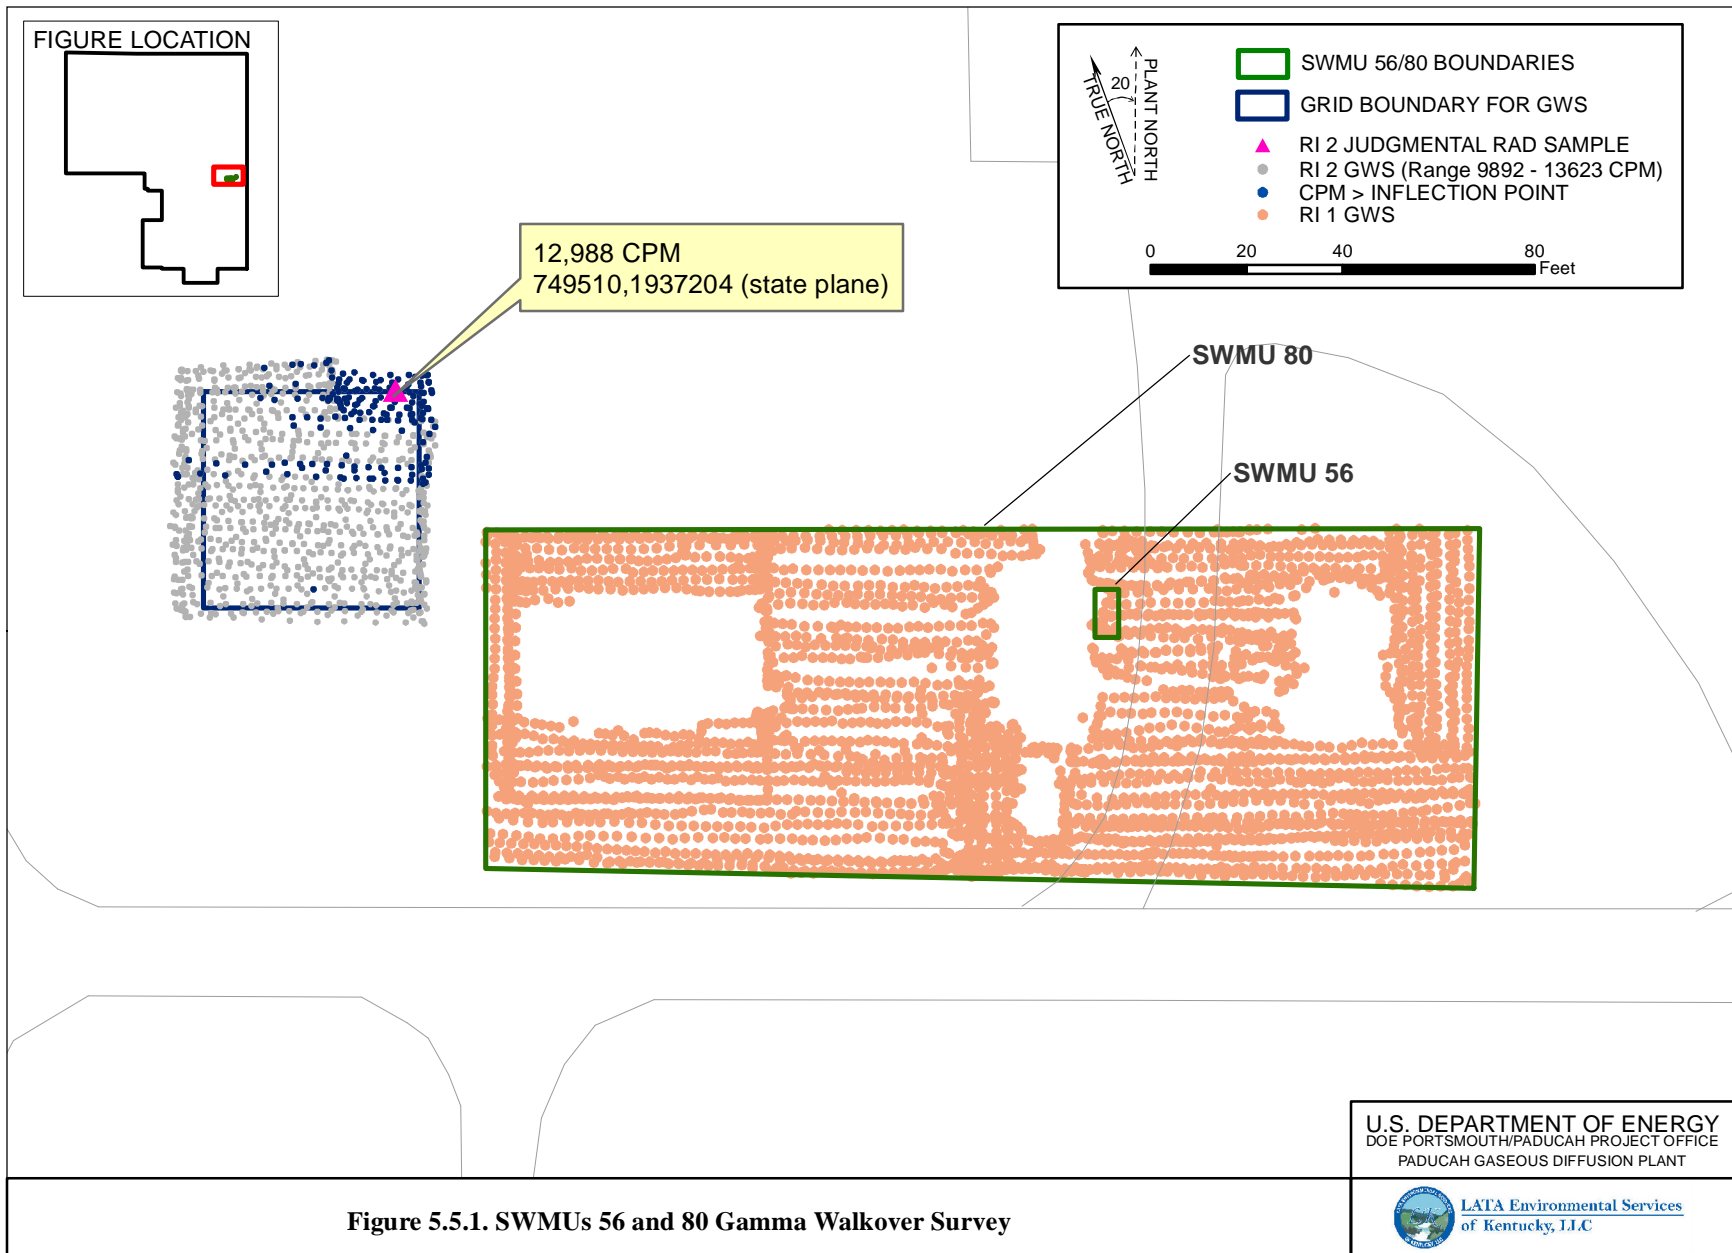 FIGURE LOCATION
TRUE NORTH
20
PLANT NORTH
SWMU 56/80 BOUNDARIES
GRID BOUNDARY FOR GWS
RI 2 JUDGMENTAL RAD SAMPLE
RI 2 GWS (Range 9892 - 13623 CPM)
CPM > INFLECTION POINT
RI 1 GWS
0 20 40 80
Feet
12,988 CPM
749510,1937204 (state plane)
SWMU 80
SWMU 56
U.S. DEPARTMENT OF ENERGY
DOE PORTSMOUTH/PADUCAH PROJECT OFFICE
PADUCAH GASEOUS DIFFUSION PLANT
Figure 5.5.1. SWMUs 56 and 80 Gamma Walkover Survey
LATA Environmental Services
of Kentucky, LLC